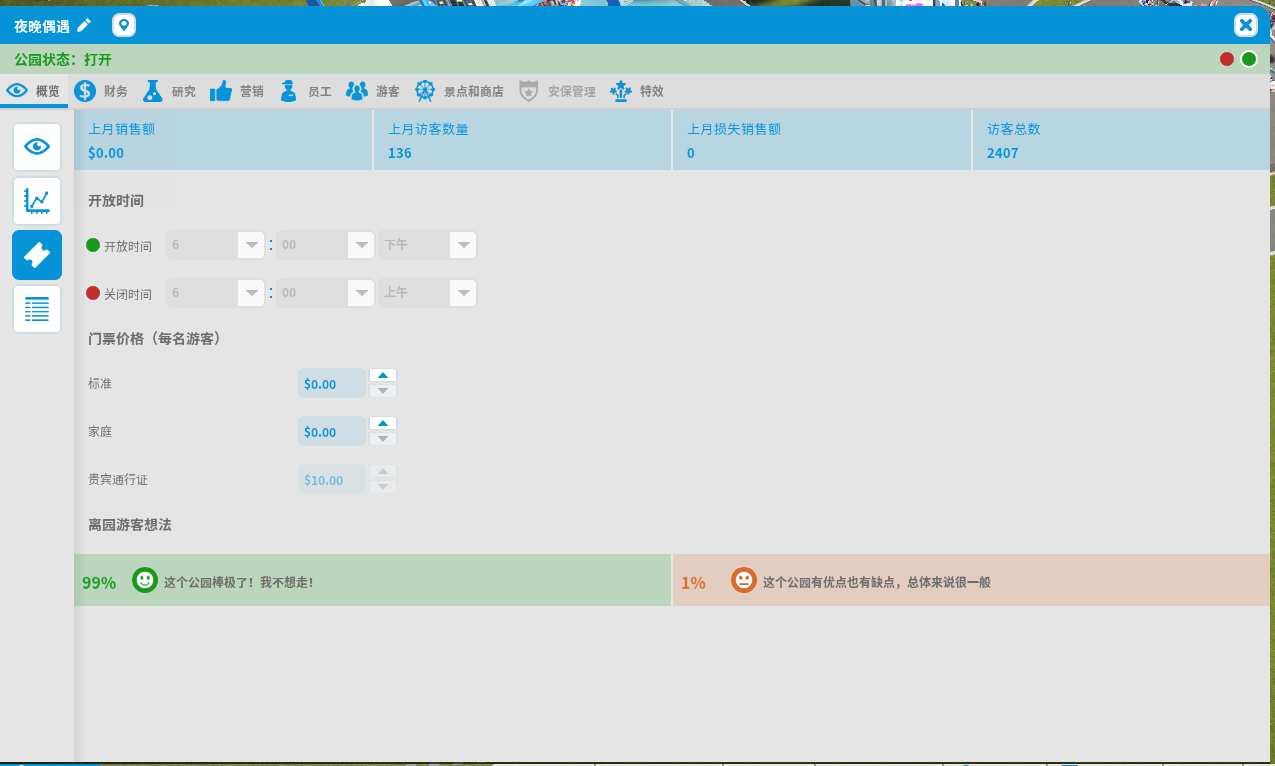 夜晚偶遇
公园状态：打开
概览 财务 研究 营销 员工 游客 景点和商店 安保管理 特效
上月销售额 上月访客数量 上月损失销售额 访客总数
$0.00 136 0 2407
开放时间
开放时间 6 : 00 下午
关闭时间 6 : 00 上午
门票价格（每名游客）
标准 $0.00
家庭 $0.00
贵宾通行证 $10.00
离园游客想法
99% 这个公园棒极了！我不想走！ 1% 这个公园有优点也有缺点，总体来说很一般